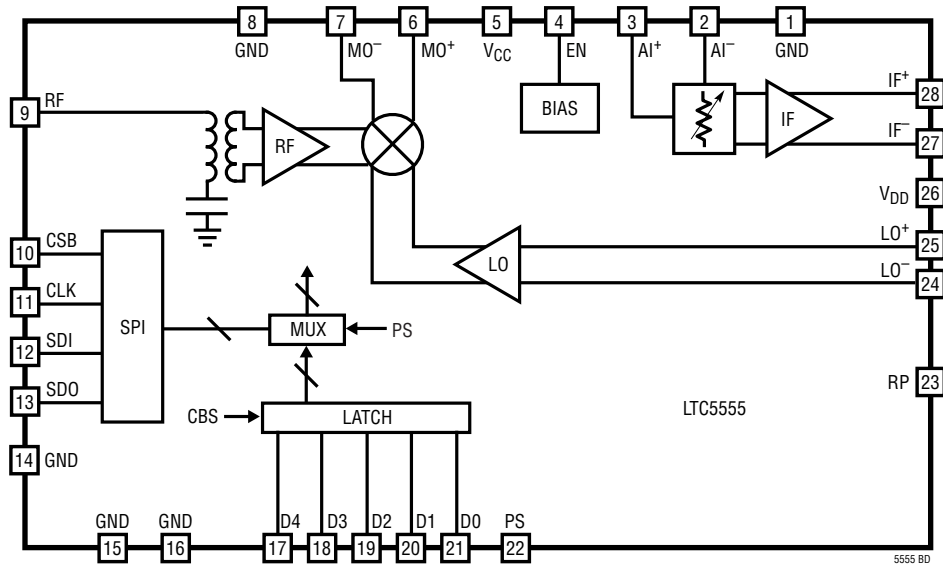 8 7 6 5 4 3 2 1
GND MO⁻ MO⁺ VCC EN AI⁺ AI⁻ GND
BIAS
9 RF
RF
IF
IF⁺ 28
IF⁻ 27
VDD 26
LO⁺ 25
LO⁻ 24
LO
10 CSB
11 CLK
12 SDI
13 SDO
SPI
MUX
PS
RP 23
CBS
LATCH
LTC5555
14 GND
GND GND D4 D3 D2 D1 D0 PS
15 16 17 18 19 20 21 22
5555 BD